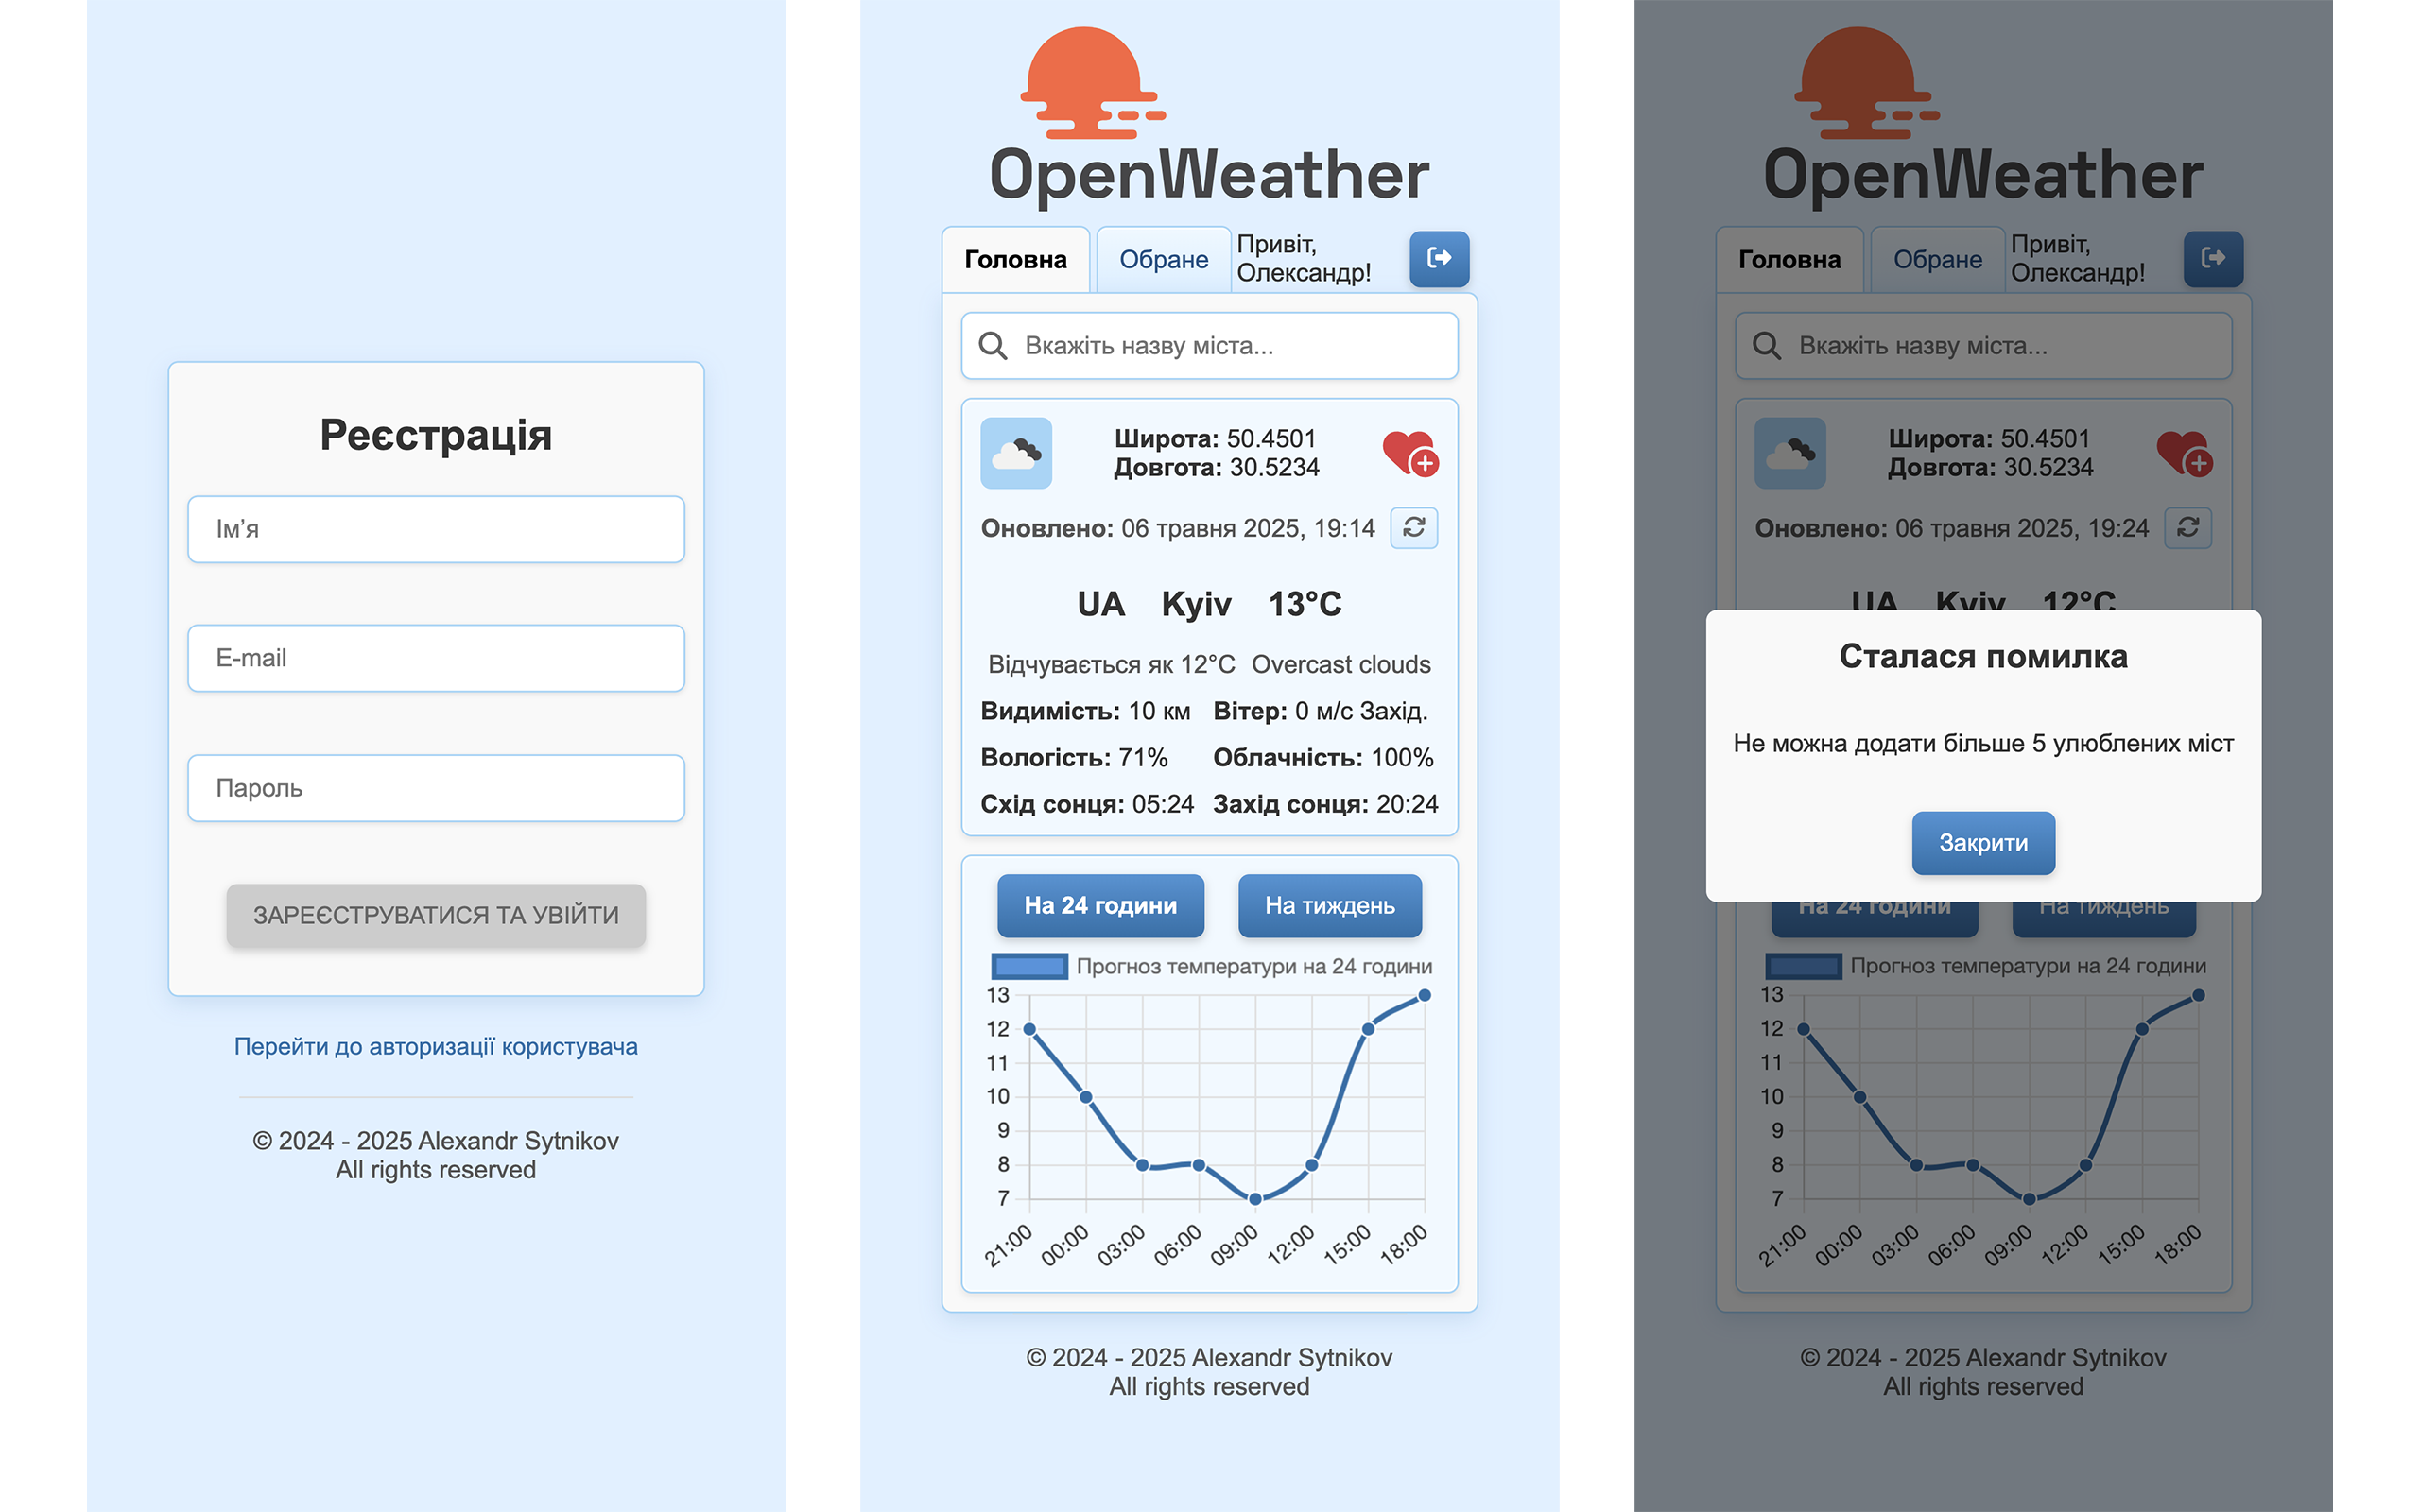 Реєстрація
Ім’я
E-mail
Пароль
ЗАРЕЄСТРУВАТИСЯ ТА УВІЙТИ
Перейти до авторизації користувача
© 2024 - 2025 Alexandr Sytnikov
All rights reserved
OpenWeather
Головна
Обране
Привіт,
Олександр!
Вкажіть назву міста...
Широта: 50.4501
Довгота: 30.5234
Оновлено: 06 травня 2025, 19:14
UA Kyiv 13°C
Відчувається як 12°C Overcast clouds
Видимість: 10 км Вітер: 0 м/с Захід.
Вологість: 71% Облачність: 100%
Схід сонця: 05:24 Захід сонця: 20:24
На 24 години На тиждень
Прогноз температури на 24 години
13
12
11
10
9
8
7
21:00 00:00 03:00 06:00 09:00 12:00 15:00 18:00
© 2024 - 2025 Alexandr Sytnikov
All rights reserved
OpenWeather
Головна
Обране
Привіт,
Олександр!
Вкажіть назву міста...
Широта: 50.4501
Довгота: 30.5234
Оновлено: 06 травня 2025, 19:24
UA Kyiv 12°C
Сталася помилка
Не можна додати більше 5 улюблених міст
Закрити
На 24 години На тиждень
Прогноз температури на 24 години
13
12
11
10
9
8
7
21:00 00:00 03:00 06:00 09:00 12:00 15:00 18:00
© 2024 - 2025 Alexandr Sytnikov
All rights reserved